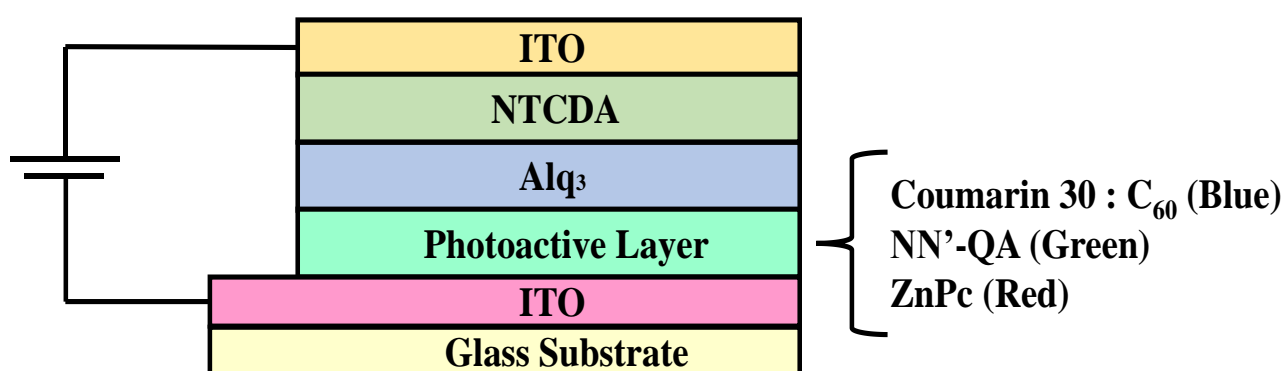 ITO
NTCDA
Alq₃
Photoactive Layer
ITO
Glass Substrate
Coumarin 30 : C₆₀ (Blue)
NN’-QA (Green)
ZnPc (Red)